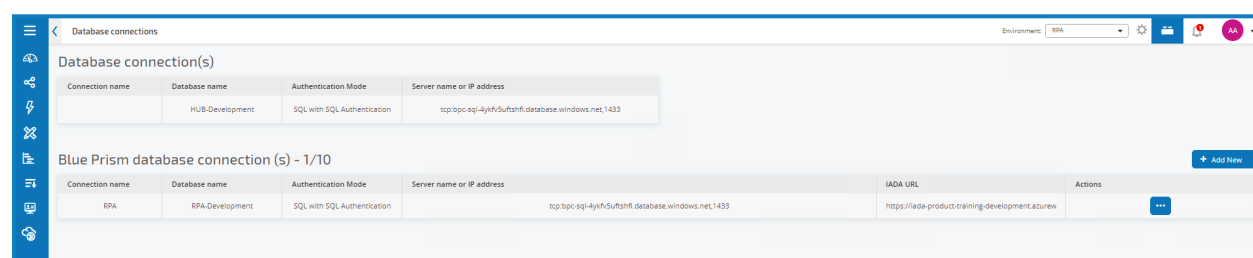 Database connections
Environment: RPA
1
AA
Database connection(s)
Connection name Database name Authentication Mode Server name or IP address
HUB-Development SQL with SQL Authentication tcp:bpc-sql-4ykfv5uftshfi.database.windows.net,1433
Blue Prism database connection (s) - 1/10
+ Add New
Connection name Database name Authentication Mode Server name or IP address IADA URL Actions
RPA RPA-Development SQL with SQL Authentication tcp:bpc-sql-4ykfv5uftshfi.database.windows.net,1433 https://iada-product-training-development.azurew